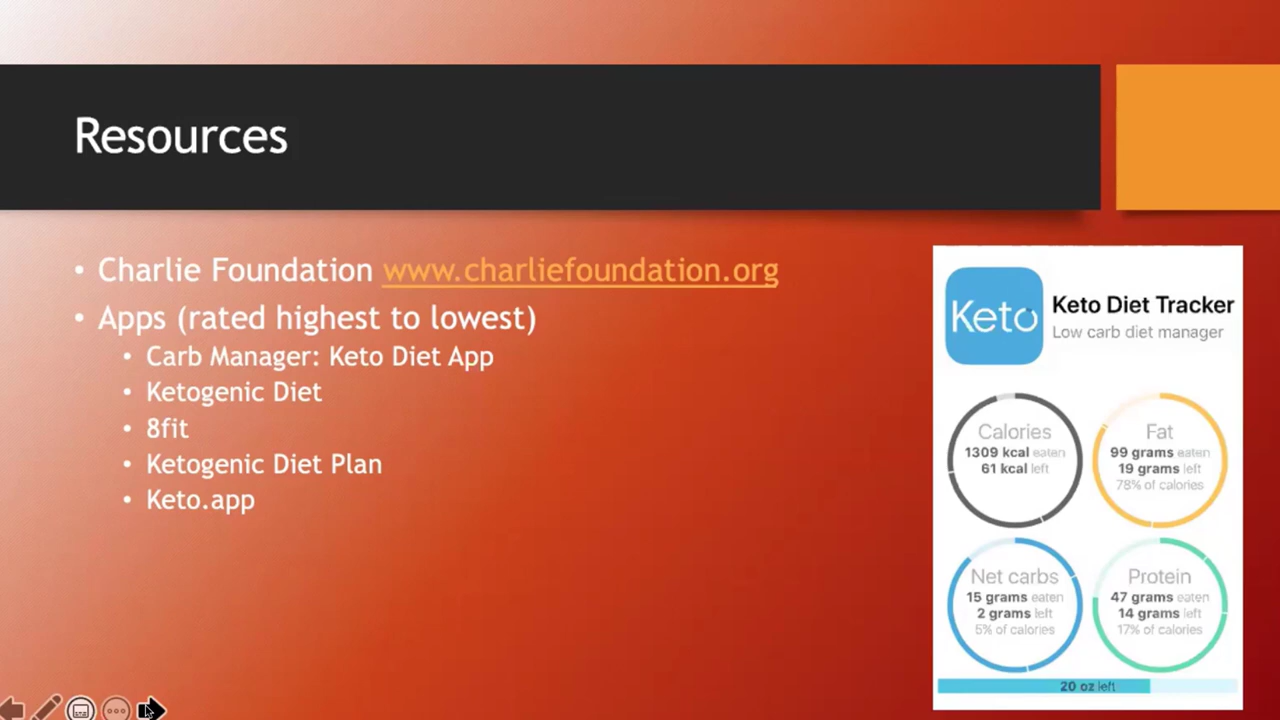 Resources
• Charlie Foundation www.charliefoundation.org
• Apps (rated highest to lowest)
• Carb Manager: Keto Diet App
• Ketogenic Diet
• 8fit
• Ketogenic Diet Plan
• Keto.app
Keto
Keto Diet Tracker
Low carb diet manager
Calories
1309 kcal eaten
61 kcal left
Fat
99 grams eaten
19 grams left
78% of calories
Net carbs
15 grams eaten
2 grams left
5% of calories
Protein
47 grams eaten
14 grams left
17% of calories
20 oz left